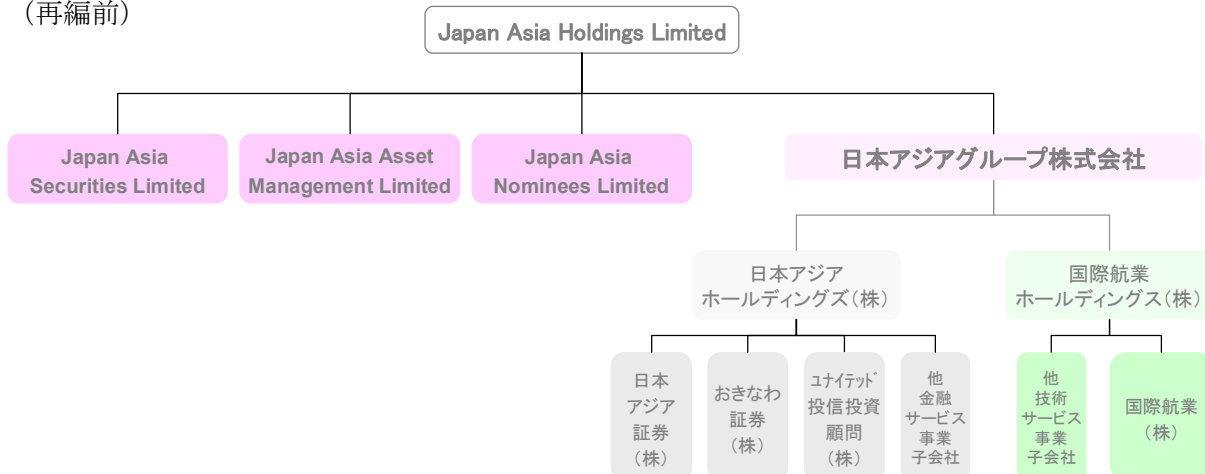 （再編前）
Japan Asia Holdings Limited
Japan Asia
Securities Limited
Japan Asia Asset
Management Limited
Japan Asia
Nominees Limited
日本アジアグループ株式会社
日本アジア
ホールディングズ（株）
国際航業
ホールディングス（株）
日本
アジア
証券
（株）
おきなわ
証券
（株）
ﾕﾅｲﾃｯﾄﾞ
投信投資
顧問
（株）
他
金融
サービス
事業
子会社
他
技術
サービス
事業
子会社
国際航業
（株）